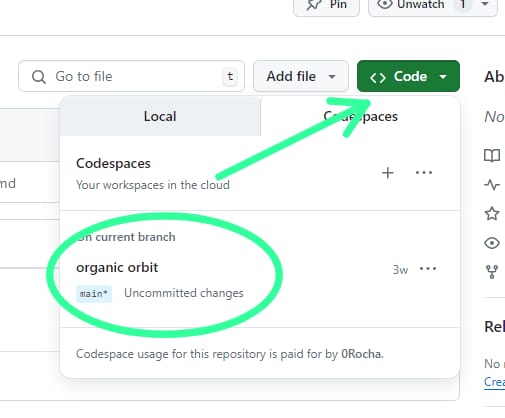 Pin
Unwatch 1
Go to file t
Add file
<> Code
Ab
Local
Codespaces
No
Codespaces
Your workspaces in the cloud
md
On current branch
organic orbit
3w
main* Uncommitted changes
Rel
Codespace usage for this repository is paid for by 0Rocha.
No r
Crea